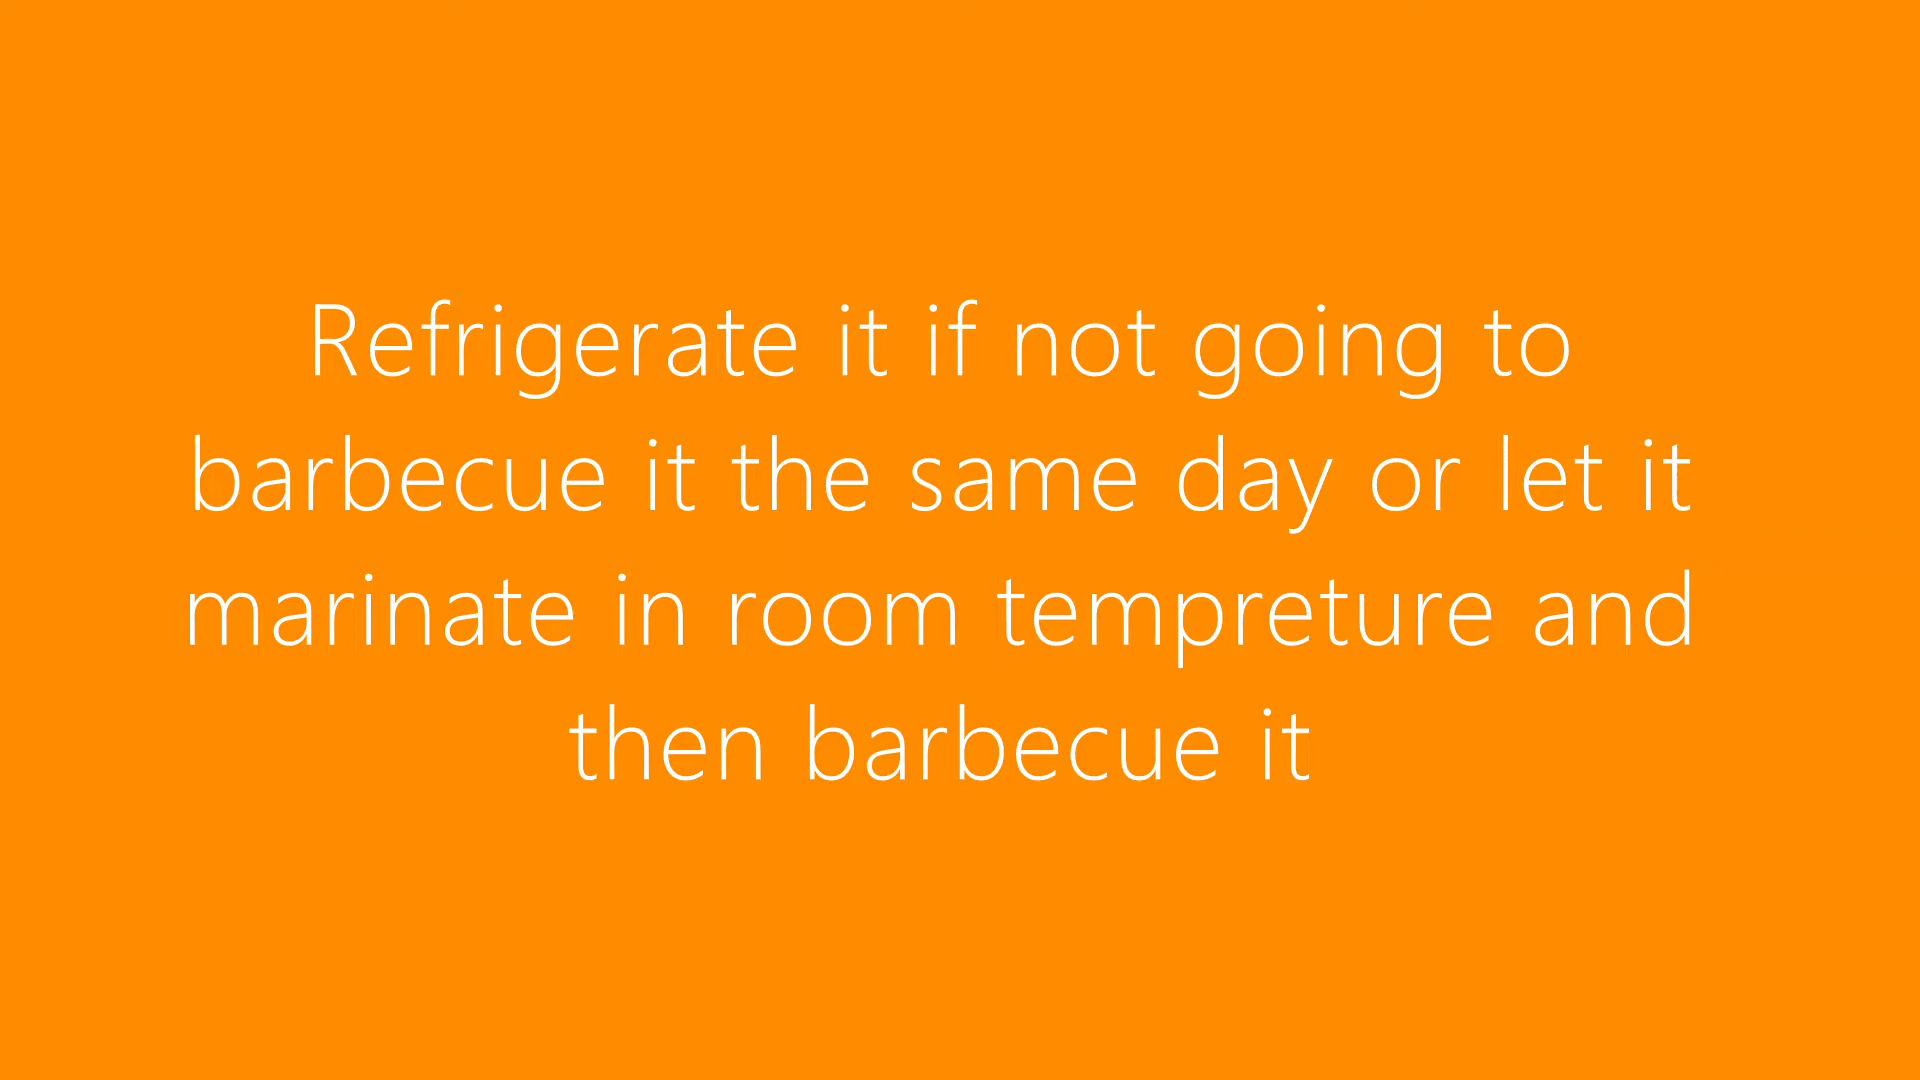 Refrigerate it if not going to
barbecue it the same day or let it
marinate in room tempreture and
then barbecue it